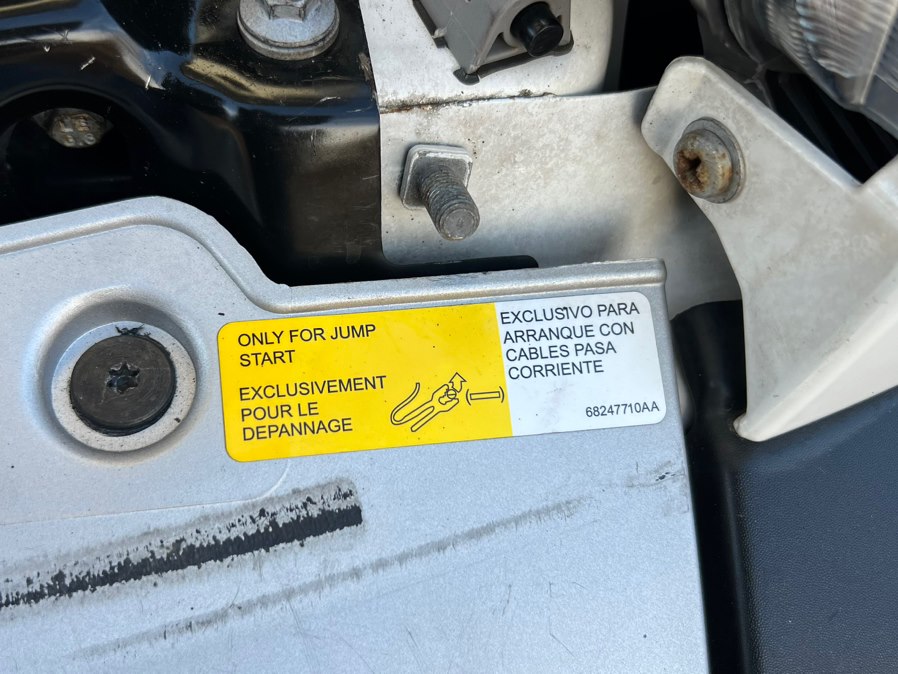 ONLY FOR JUMP
START
EXCLUSIVEMENT
POUR LE
DEPANNAGE
EXCLUSIVO PARA
ARRANQUE CON
CABLES PASA
CORRIENTE
68247710AA